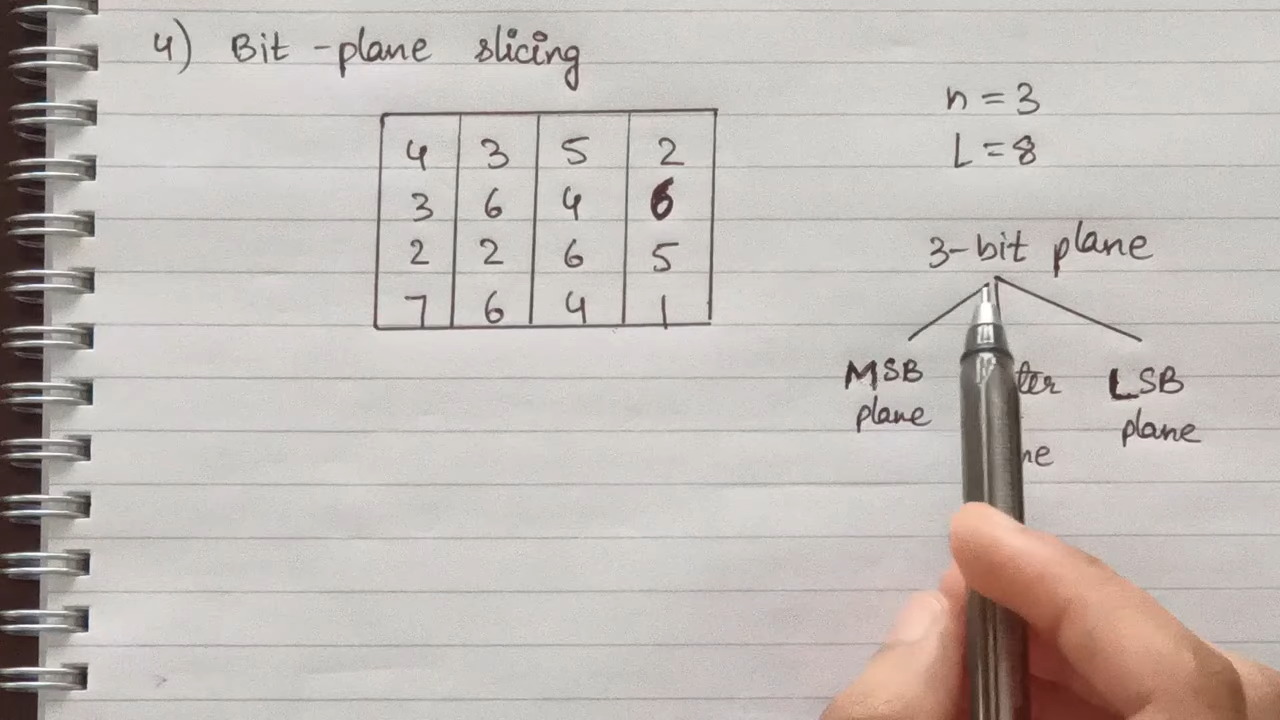 4) Bit-plane slicing
n = 3
L = 8
4 3 5 2
3 6 4 6
2 2 6 5
7 6 4 1
3-bit plane
MSB plane
LSB plane